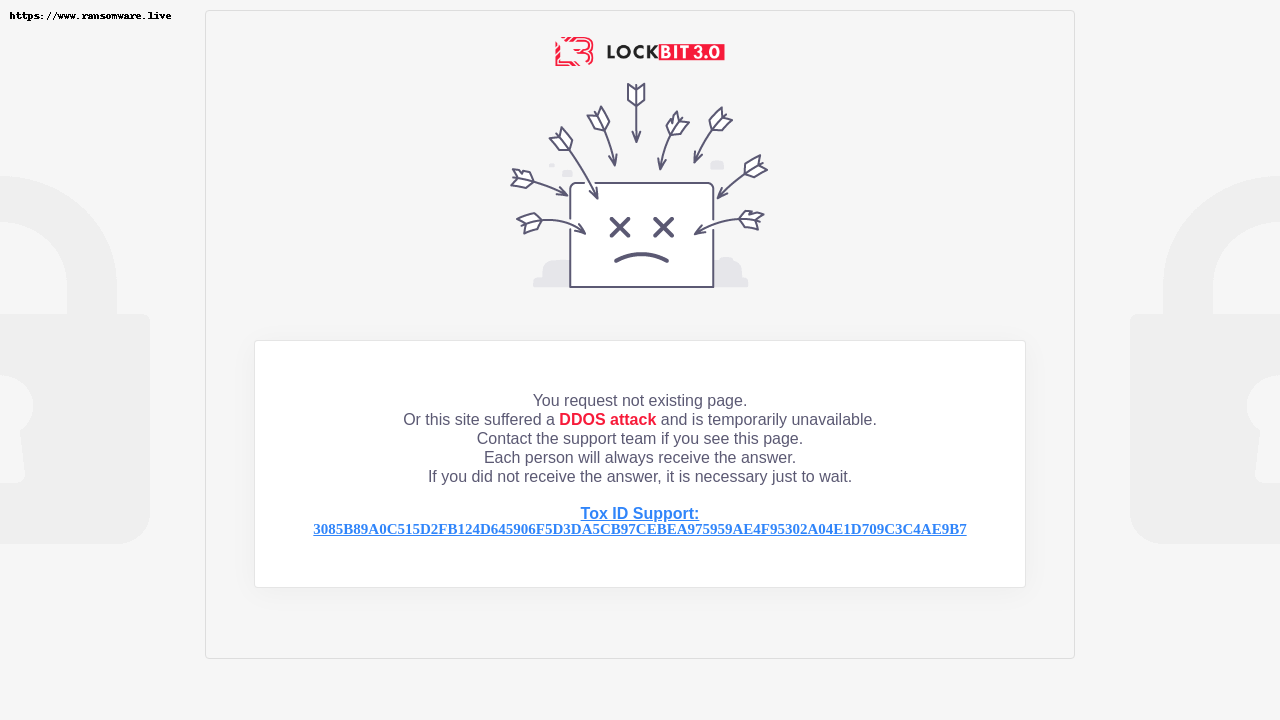 https://www.ransomware.live
LOCKBIT 3.0
You request not existing page.
Or this site suffered a DDOS attack and is temporarily unavailable.
Contact the support team if you see this page.
Each person will always receive the answer.
If you did not receive the answer, it is necessary just to wait.
Tox ID Support:
3085B89A0C515D2FB124D645906F5D3DA5CB97CEBEA975959AE4F95302A04E1D709C3C4AE9B7